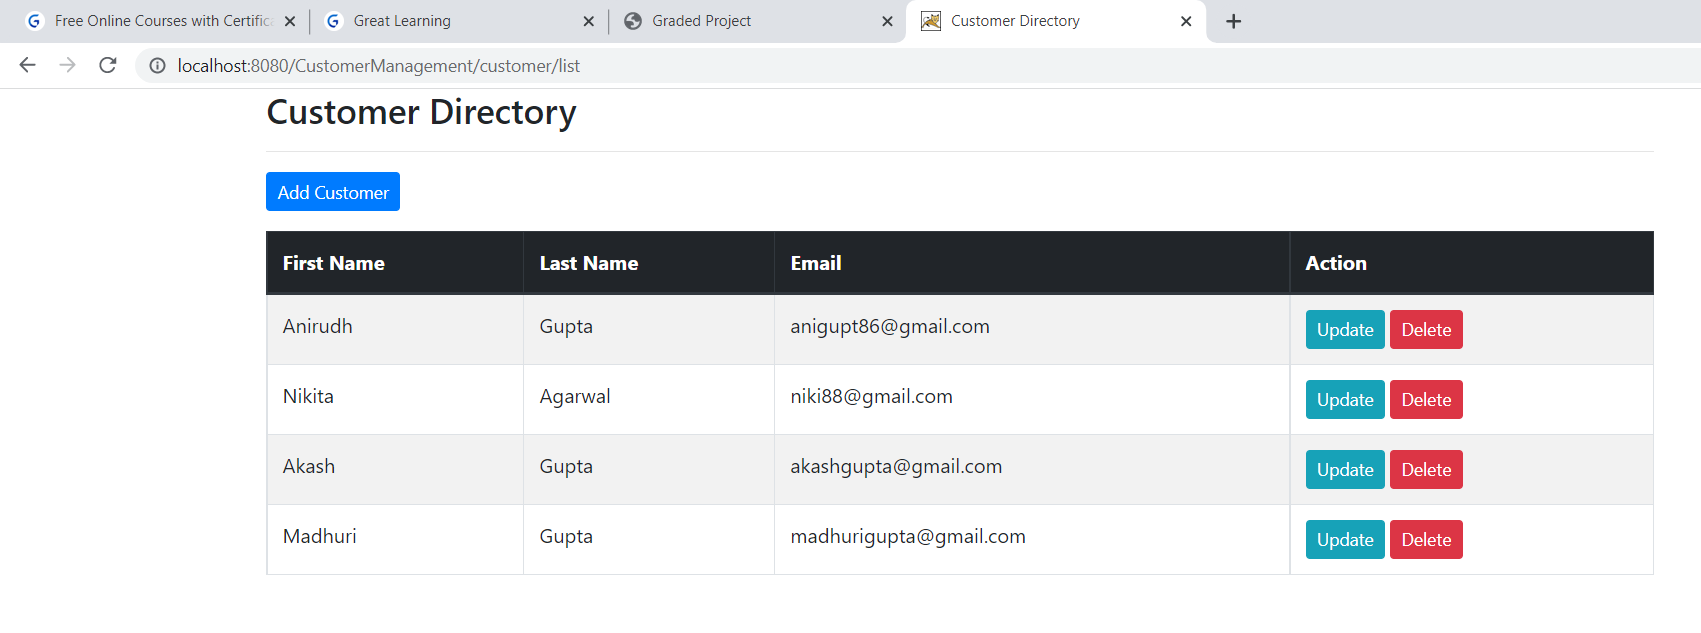 Free Online Courses with Certifica Great Learning Graded Project Customer Directory
localhost:8080/CustomerManagement/customer/list
Customer Directory
Add Customer
First Name Last Name Email Action
Anirudh Gupta anigupt86@gmail.com Update Delete
Nikita Agarwal niki88@gmail.com Update Delete
Akash Gupta akashgupta@gmail.com Update Delete
Madhuri Gupta madhurigupta@gmail.com Update Delete